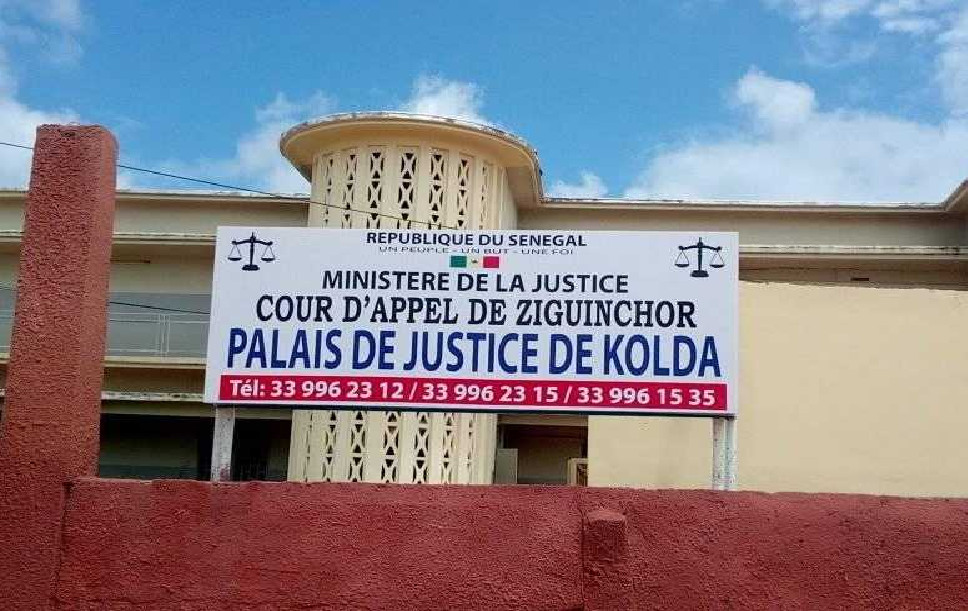 REPUBLIQUE DU SENEGAL
UN PEUPLE - UN BUT - UNE FOI
MINISTERE DE LA JUSTICE
COUR D'APPEL DE ZIGUINCHOR
PALAIS DE JUSTICE DE KOLDA
Tél: 33 996 23 12 / 33 996 23 15 / 33 996 15 35